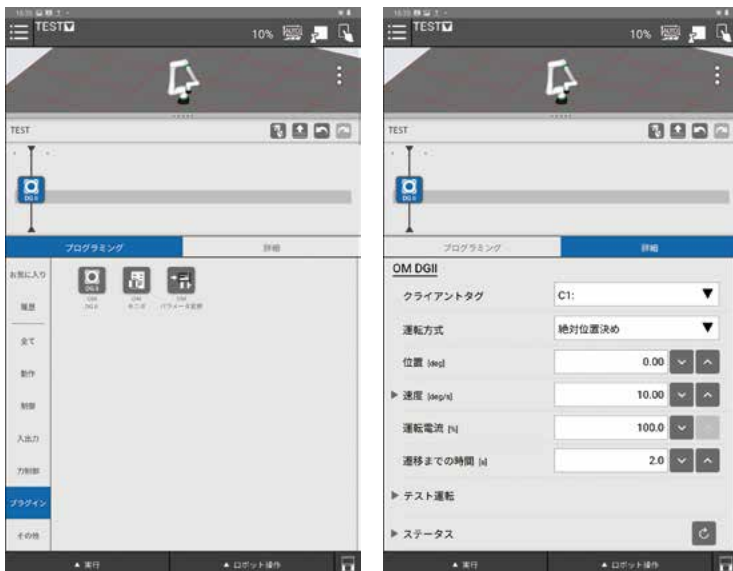 16:35
TEST
10%
AUTO
TEST
DG II
プログラミング
詳細
お気に入り
履歴
全て
動作
制御
入出力
力制御
プラグイン
その他
OM
DG II
OM
OM
パラメータ変更
▲ 実行
▲ ロボット操作
16:35
TEST
10%
AUTO
TEST
DG II
プログラミング
詳細
OM DGII
クライアントタグ
C1:
運転方式
絶対位置決め
位置 [deg]
0.00
速度 [deg/s]
10.00
運転電流 [%]
100.0
遷移までの時間 [s]
2.0
テスト運転
ステータス
▲ 実行
▲ ロボット操作